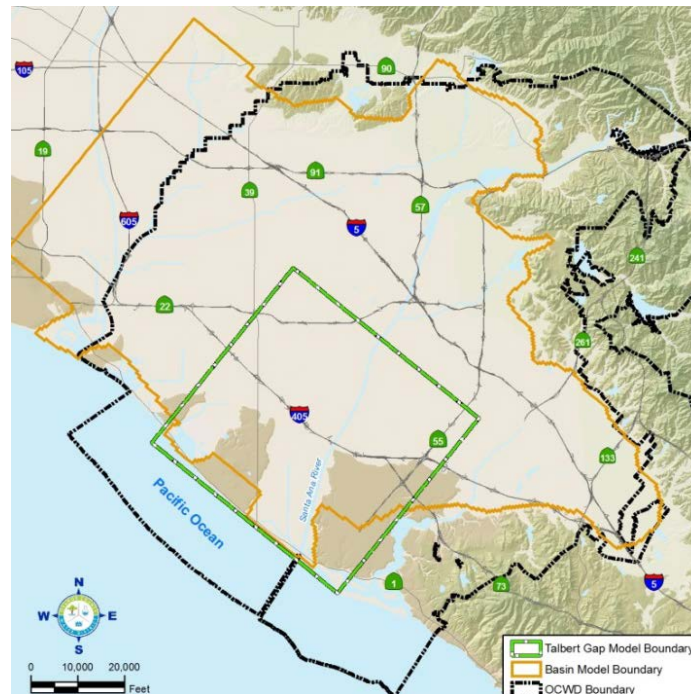 105
90
19
91
39
57
605
5
241
22
261
405
55
133
Santa Ana River
Pacific Ocean
1
73
5
N
W E
S
0 10,000 20,000
Feet
Talbert Gap Model Boundary
Basin Model Boundary
OCWD Boundary